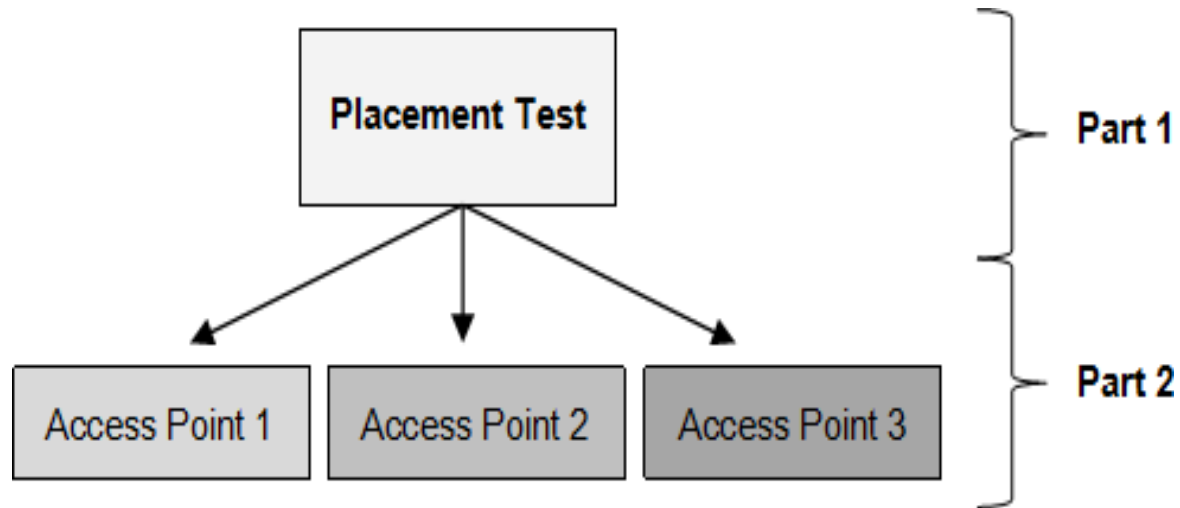 Placement Test
Part 1
Access Point 1
Access Point 2
Access Point 3
Part 2